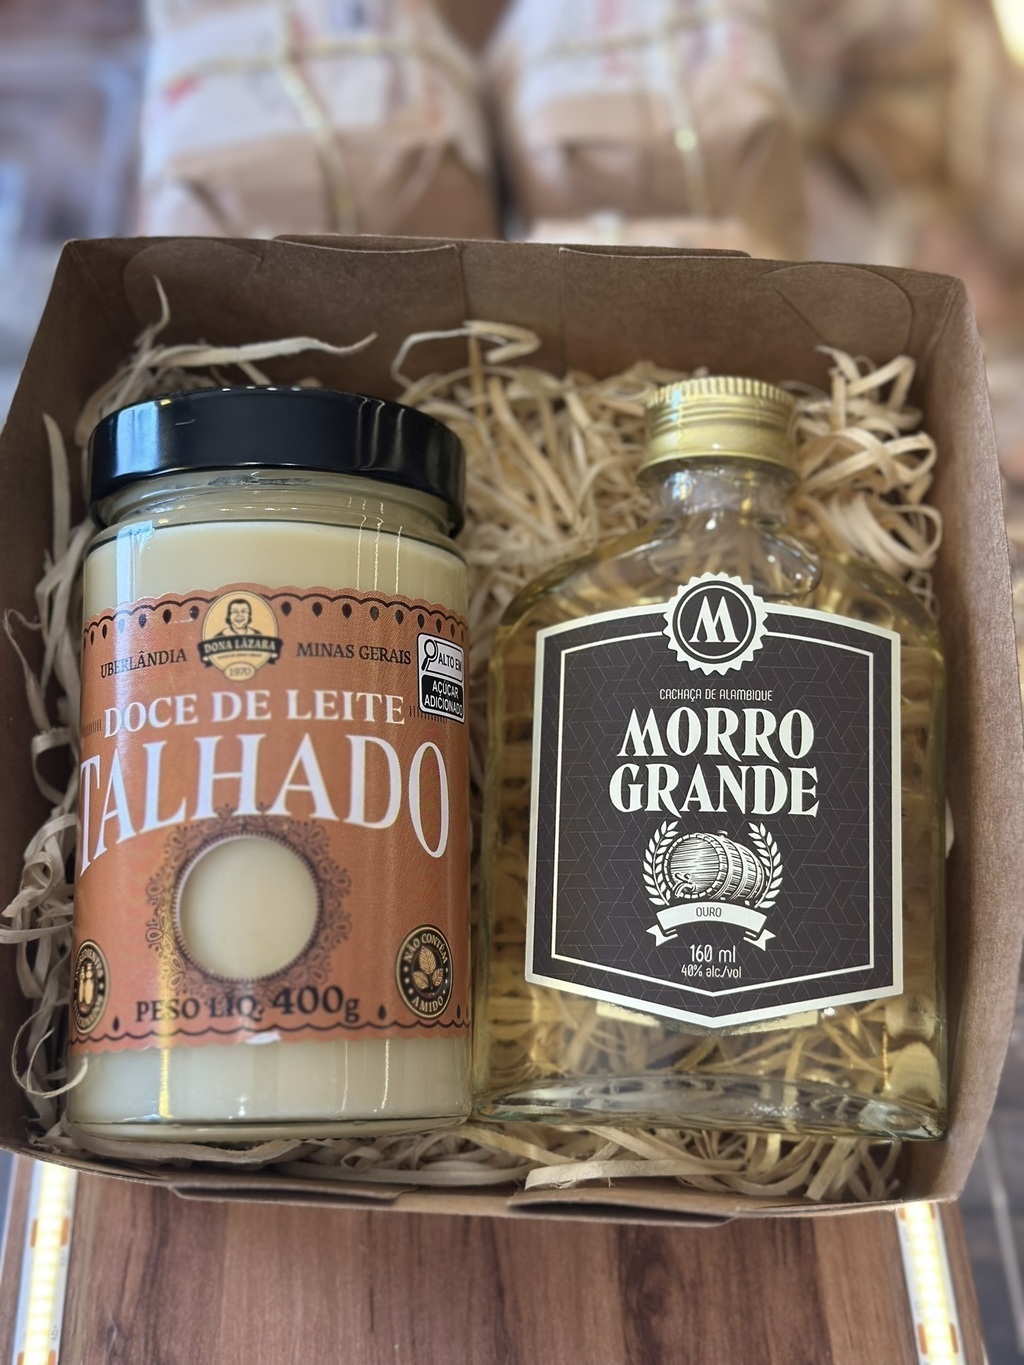 DONA LÁZARA
1970
UBERLÂNDIA
MINAS GERAIS
ALTO EM
AÇÚCAR
ADICIONADO
DOCE DE LEITE
TALHADO
NÃO CONTÉM
AMIDO
PESO LÍQ. 400g
M
CACHAÇA DE ALAMBIQUE
MORRO
GRANDE
OURO
160 ml
40% alc/vol